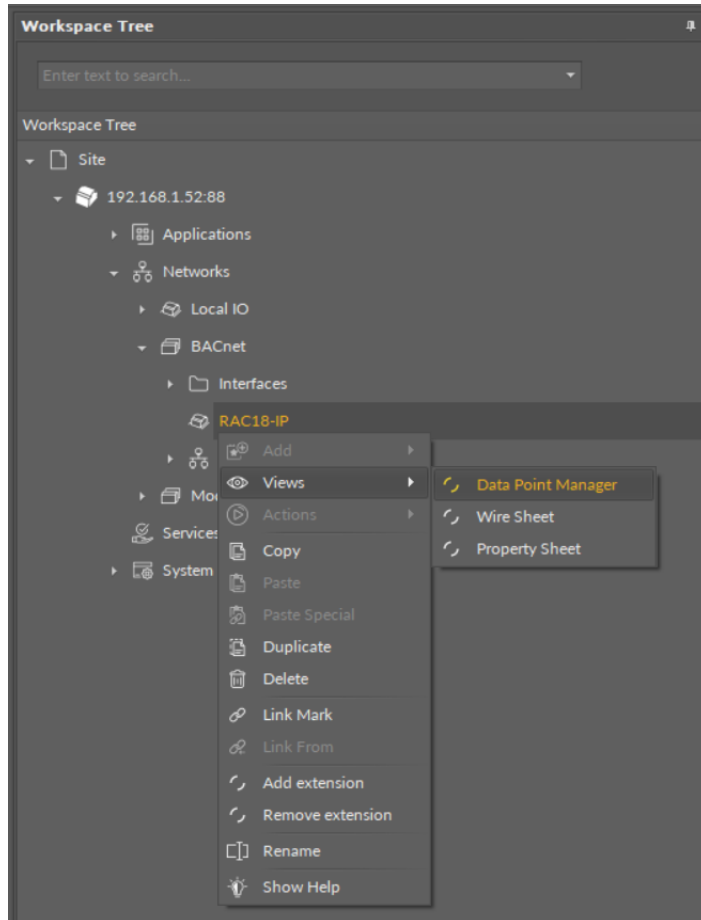 Workspace Tree
Enter text to search...
Workspace Tree
Site
192.168.1.52:88
Applications
Networks
Local IO
BACnet
Interfaces
RAC18-IP
Add
Views
Data Point Manager
Mo
Actions
Wire Sheet
Services
Copy
Property Sheet
System
Paste
Paste Special
Duplicate
Delete
Link Mark
Link From
Add extension
Remove extension
Rename
Show Help